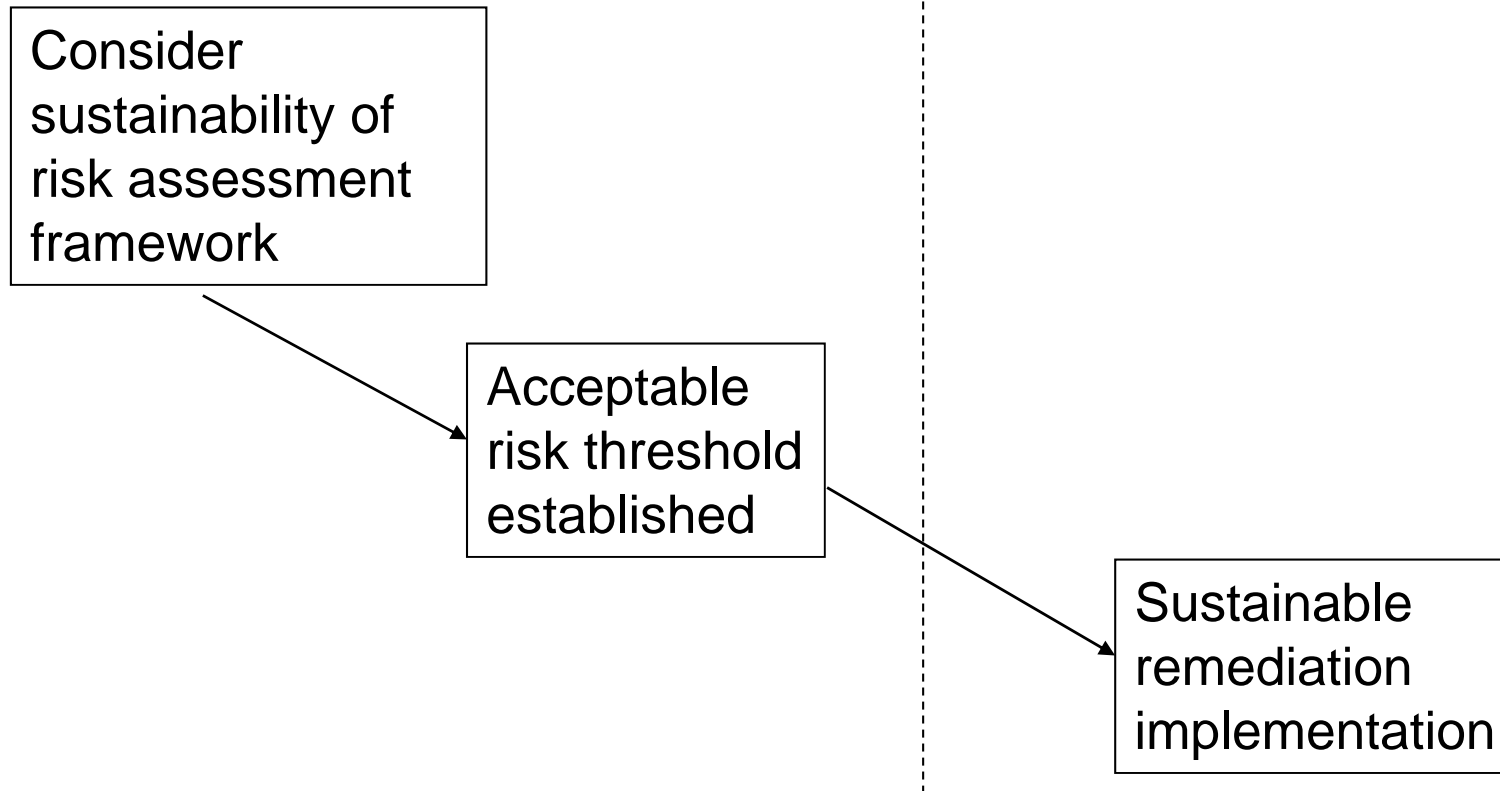 Consider
sustainability of
risk assessment
framework
Acceptable
risk threshold
established
Sustainable
remediation
implementation